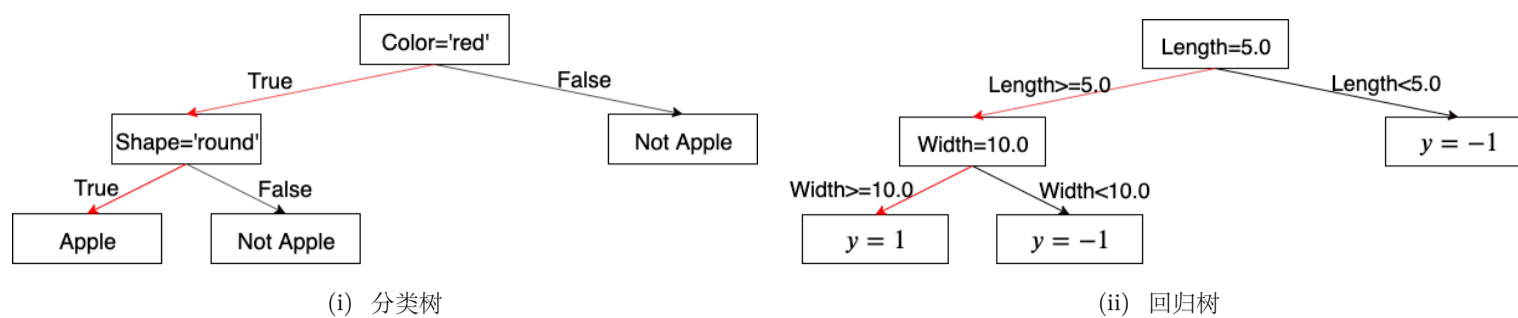 Color='red'
True
False
Shape='round'
Not Apple
True
False
Apple
Not Apple
(i) 分类树
Length=5.0
Length>=5.0
Length<5.0
Width=10.0
y = −1
Width>=10.0
Width<10.0
y = 1
y = −1
(ii) 回归树